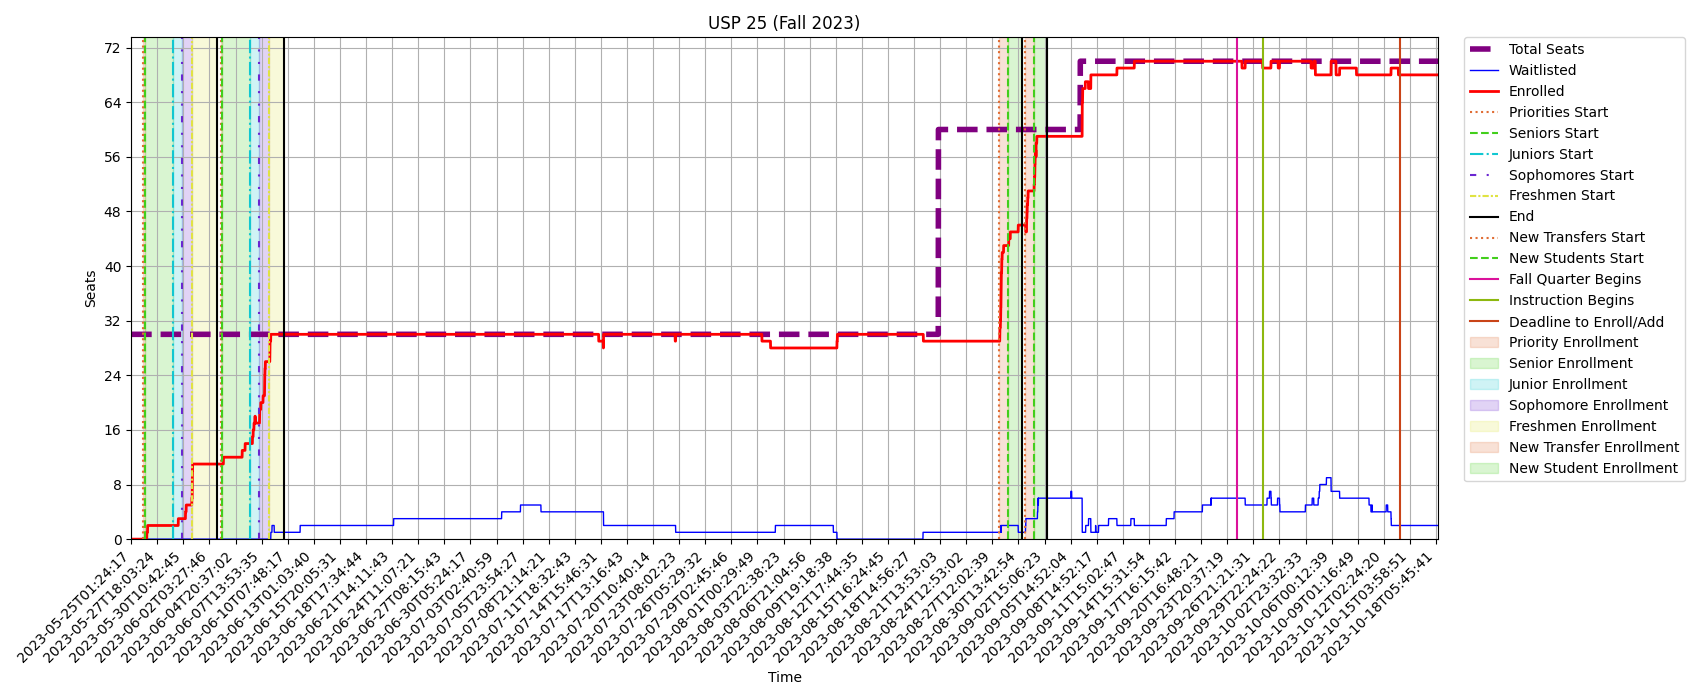 USP 25 (Fall 2023)
72
64
56
48
40
32
24
16
8
0
Seats
2023-05-25T01:24:17
2023-05-27T18:03:24
2023-05-30T10:42:45
2023-06-02T03:27:46
2023-06-04T20:37:02
2023-06-07T13:53:35
2023-06-10T07:48:17
2023-06-13T01:03:40
2023-06-15T20:05:31
2023-06-18T17:34:44
2023-06-21T14:11:43
2023-06-24T11:07:21
2023-06-27T08:15:43
2023-06-30T05:24:17
2023-07-03T02:40:59
2023-07-05T23:54:27
2023-07-08T21:14:21
2023-07-11T18:32:43
2023-07-14T15:46:31
2023-07-17T13:16:43
2023-07-20T10:40:14
2023-07-23T08:02:23
2023-07-26T05:29:32
2023-07-29T02:45:46
2023-08-01T00:29:49
2023-08-03T22:38:23
2023-08-06T21:04:56
2023-08-09T19:18:38
2023-08-12T17:44:35
2023-08-15T16:24:45
2023-08-18T14:56:27
2023-08-21T13:53:03
2023-08-24T12:53:02
2023-08-27T12:02:39
2023-08-30T13:42:54
2023-09-02T15:06:23
2023-09-05T14:52:04
2023-09-08T14:52:17
2023-09-11T15:02:47
2023-09-14T15:31:54
2023-09-17T16:15:42
2023-09-20T16:48:21
2023-09-23T20:37:19
2023-09-26T21:21:31
2023-09-29T22:24:22
2023-10-02T23:32:33
2023-10-06T00:12:39
2023-10-09T01:16:49
2023-10-12T02:24:20
2023-10-15T03:58:51
2023-10-18T05:45:41
Time
Total Seats
Waitlisted
Enrolled
Priorities Start
Seniors Start
Juniors Start
Sophomores Start
Freshmen Start
End
New Transfers Start
New Students Start
Fall Quarter Begins
Instruction Begins
Deadline to Enroll/Add
Priority Enrollment
Senior Enrollment
Junior Enrollment
Sophomore Enrollment
Freshmen Enrollment
New Transfer Enrollment
New Student Enrollment